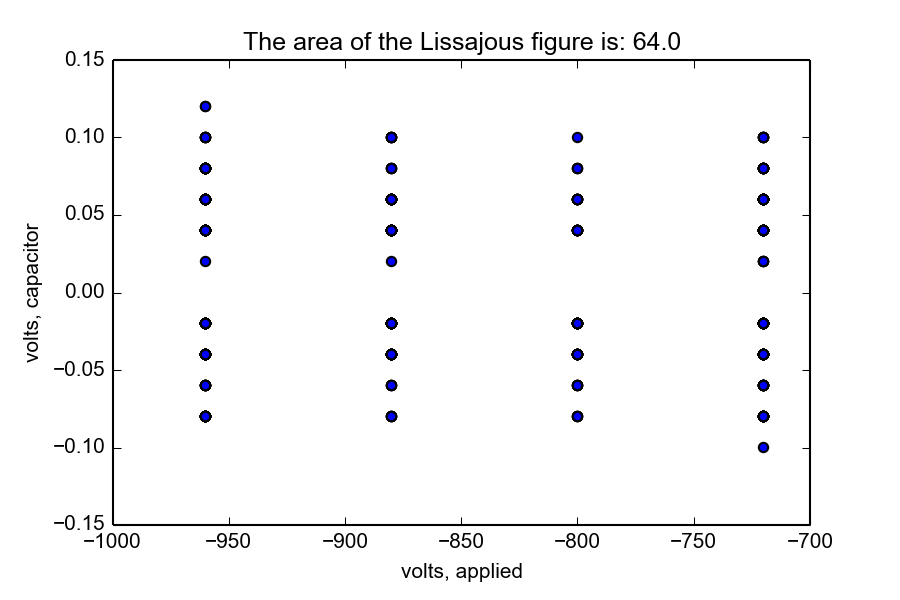 The area of the Lissajous figure is: 64.0
0.15
0.10
0.05
0.00
−0.05
−0.10
−0.15
−1000 −950 −900 −850 −800 −750 −700
volts, capacitor
volts, applied